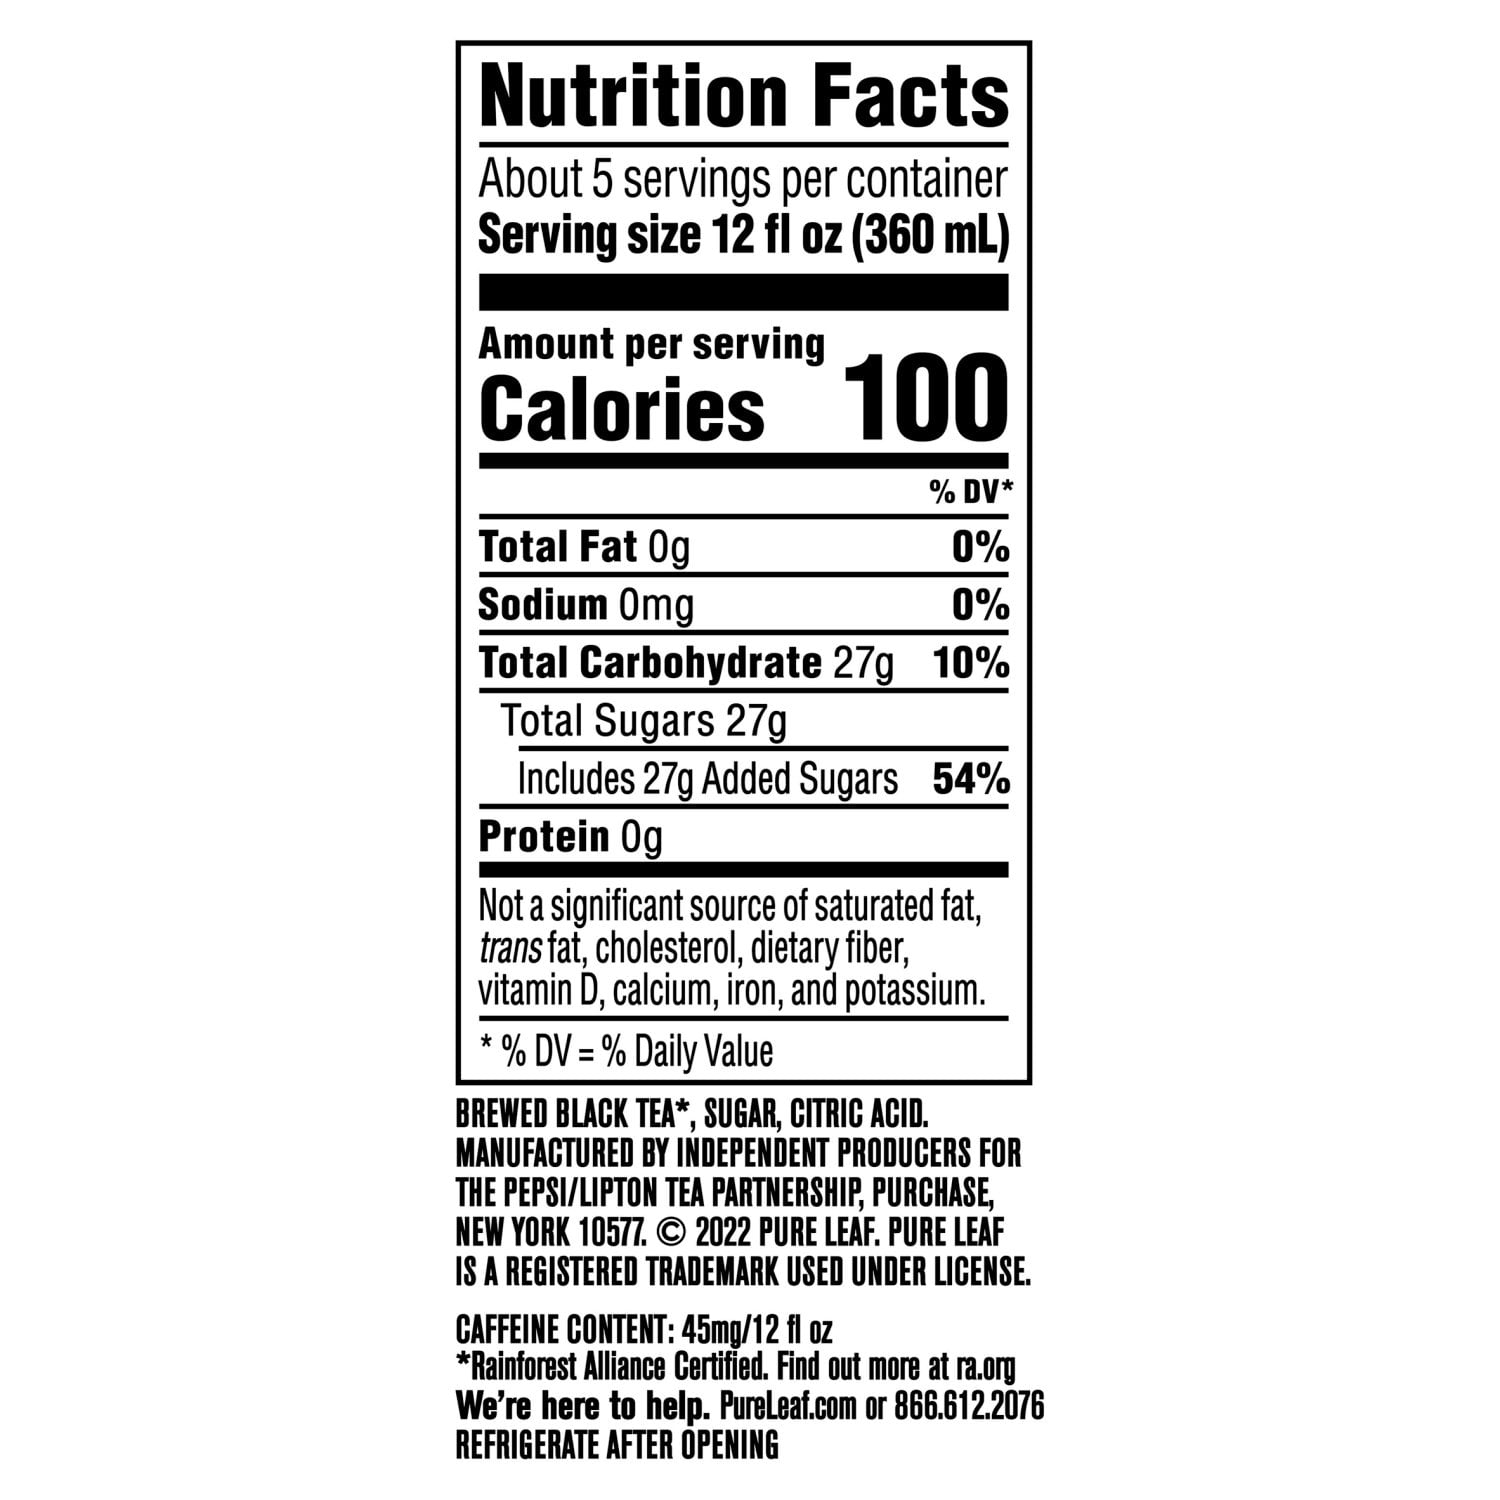 Nutrition Facts
About 5 servings per container
Serving size 12 fl oz (360 mL)
Amount per serving
Calories 100
% DV*
Total Fat 0g 0%
Sodium 0mg 0%
Total Carbohydrate 27g 10%
Total Sugars 27g
Includes 27g Added Sugars 54%
Protein 0g
Not a significant source of saturated fat,
trans fat, cholesterol, dietary fiber,
vitamin D, calcium, iron, and potassium.
* % DV = % Daily Value
BREWED BLACK TEA*, SUGAR, CITRIC ACID.
MANUFACTURED BY INDEPENDENT PRODUCERS FOR
THE PEPSI/LIPTON TEA PARTNERSHIP, PURCHASE,
NEW YORK 10577. © 2022 PURE LEAF. PURE LEAF
IS A REGISTERED TRADEMARK USED UNDER LICENSE.
CAFFEINE CONTENT: 45mg/12 fl oz
*Rainforest Alliance Certified. Find out more at ra.org
We're here to help. PureLeaf.com or 866.612.2076
REFRIGERATE AFTER OPENING